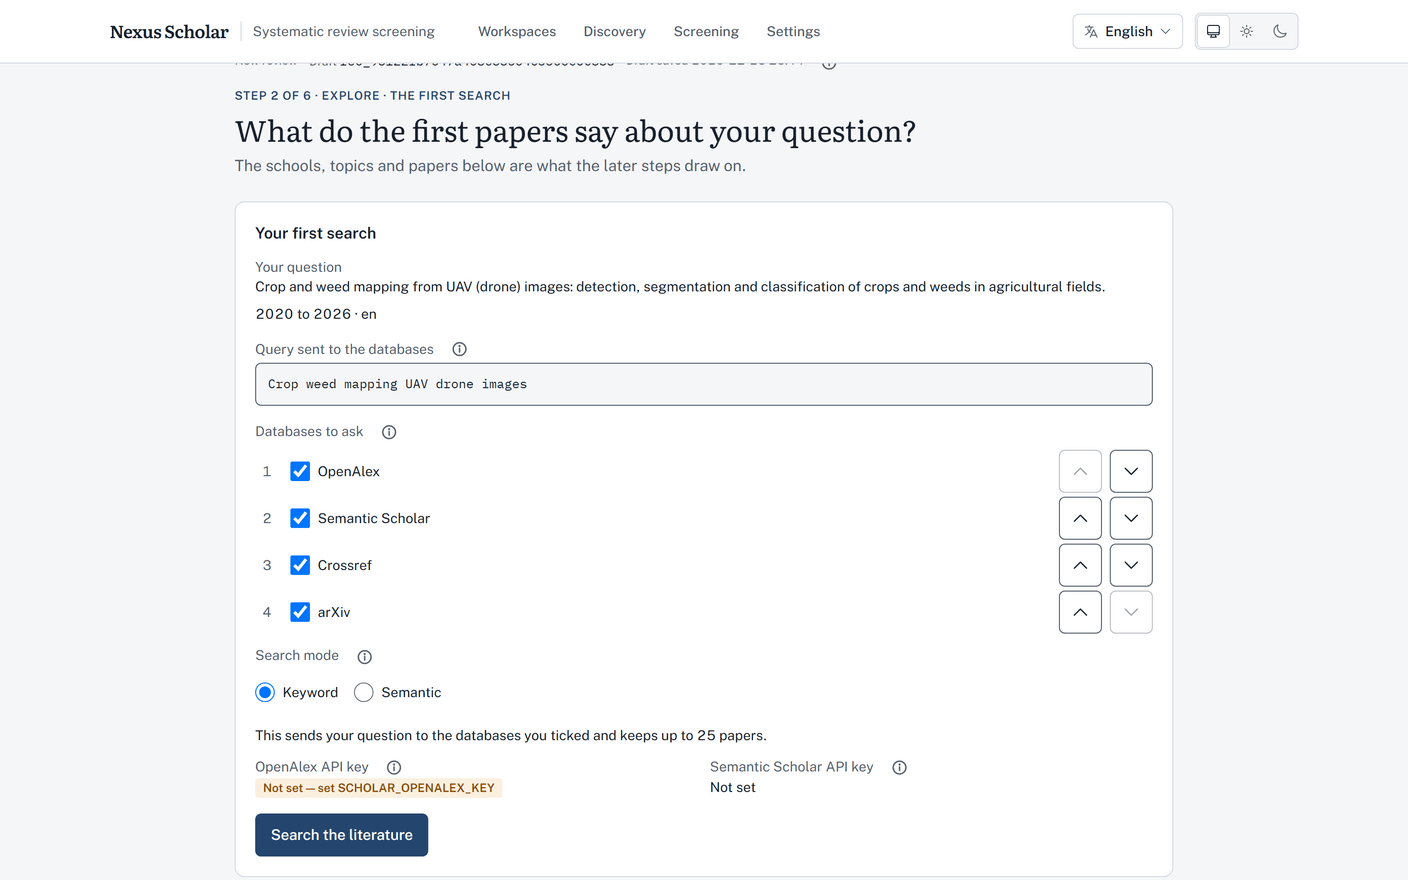 Nexus Scholar
Systematic review screening
Workspaces
Discovery
Screening
Settings
English
STEP 2 OF 6 · EXPLORE · THE FIRST SEARCH
What do the first papers say about your question?
The schools, topics and papers below are what the later steps draw on.
Your first search
Your question
Crop and weed mapping from UAV (drone) images: detection, segmentation and classification of crops and weeds in agricultural fields.
2020 to 2026 · en
Query sent to the databases
Crop weed mapping UAV drone images
Databases to ask
1 OpenAlex
2 Semantic Scholar
3 Crossref
4 arXiv
Search mode
Keyword Semantic
This sends your question to the databases you ticked and keeps up to 25 papers.
OpenAlex API key
Not set — set SCHOLAR_OPENALEX_KEY
Semantic Scholar API key
Not set
Search the literature